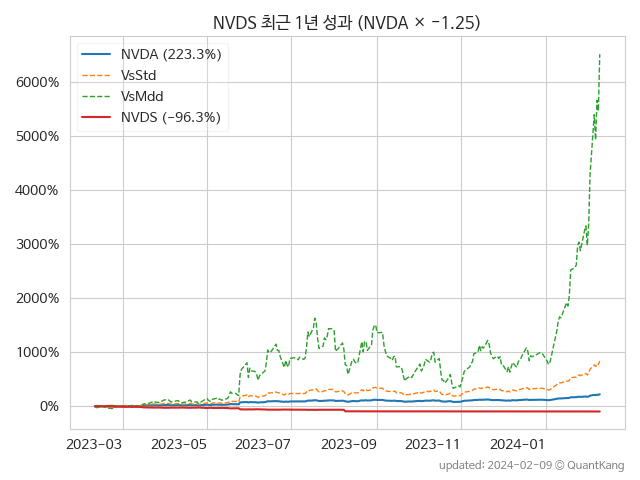 NVDS 최근 1년 성과 (NVDA × −1.25)
NVDA (223.3%)
VsStd
VsMdd
NVDS (−96.3%)
6000%
5000%
4000%
3000%
2000%
1000%
0%
2023-03 2023-05 2023-07 2023-09 2023-11 2024-01
updated: 2024-02-09 © QuantKang